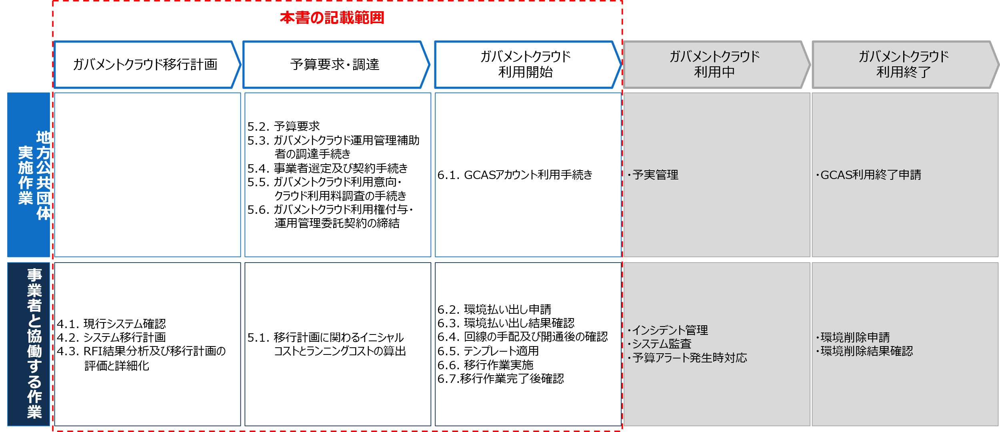 本書の記載範囲
ガバメントクラウド移行計画
予算要求・調達
ガバメントクラウド
利用開始
ガバメントクラウド
利用中
ガバメントクラウド
利用終了
地方公共団体
実施作業
5.2. 予算要求
5.3. ガバメントクラウド運用管理補助
者の調達手続き
5.4. 事業者選定及び契約手続き
5.5. ガバメントクラウド利用意向・
クラウド利用料調査の手続き
5.6. ガバメントクラウド利用権付与・
運用管理委託契約の締結
6.1. GCASアカウント利用手続き
・予実管理
・GCAS利用終了申請
事業者と協働する作業
4.1. 現行システム確認
4.2. システム移行計画
4.3. RFI結果分析及び移行計画の
評価と詳細化
5.1. 移行計画に関わるイニシャル
コストとランニングコストの算出
6.2. 環境払い出し申請
6.3. 環境払い出し結果確認
6.4. 回線の手配及び開通後の確認
6.5. テンプレート適用
6.6. 移行作業実施
6.7.移行作業完了後確認
・インシデント管理
・システム監査
・予算アラート発生時対応
・環境削除申請
・環境削除結果確認